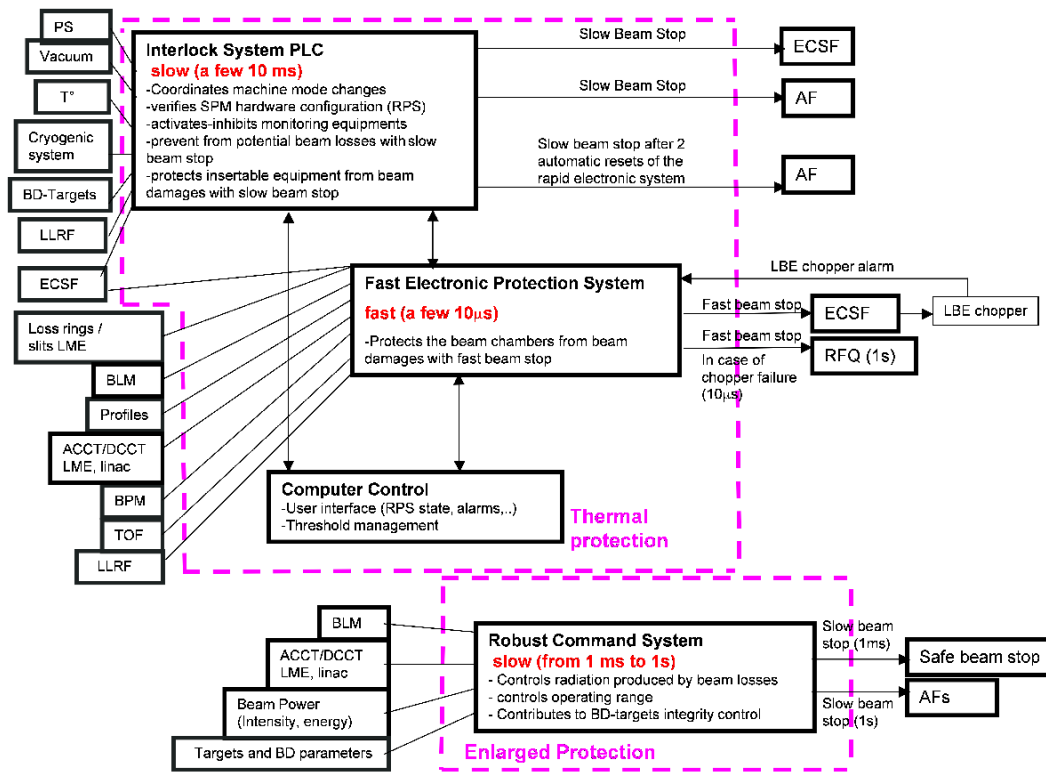 PS
Vacuum
T°
Cryogenic
system
BD-Targets
LLRF
ECSF
Interlock System PLC
slow (a few 10 ms)
-Coordinates machine mode changes
-verifies SPM hardware configuration (RPS)
-activates-inhibits monitoring equipments
-prevent from potential beam losses with slow
beam stop
-protects insertable equipment from beam
damages with slow beam stop
Slow Beam Stop
ECSF
Slow Beam Stop
AF
Slow beam stop after 2
automatic resets of the
rapid electronic system
AF
Loss rings /
slits LME
BLM
Profiles
ACCT/DCCT
LME, linac
BPM
TOF
LLRF
Fast Electronic Protection System
fast (a few 10µs)
-Protects the beam chambers from beam
damages with fast beam stop
LBE chopper alarm
Fast beam stop
ECSF
LBE chopper
Fast beam stop
RFQ (1s)
In case of
chopper failure
(10µs)
Computer Control
-User interface (RPS state, alarms,..)
-Threshold management
Thermal
protection
BLM
ACCT/DCCT
LME, linac
Beam Power
(Intensity, energy)
Targets and BD parameters
Robust Command System
slow (from 1 ms to 1s)
- Controls radiation produced by beam losses
- controls operating range
- Contributes to BD-targets integrity control
Enlarged Protection
Slow beam
stop (1ms)
Safe beam stop
AFs
Slow beam
stop (1s)